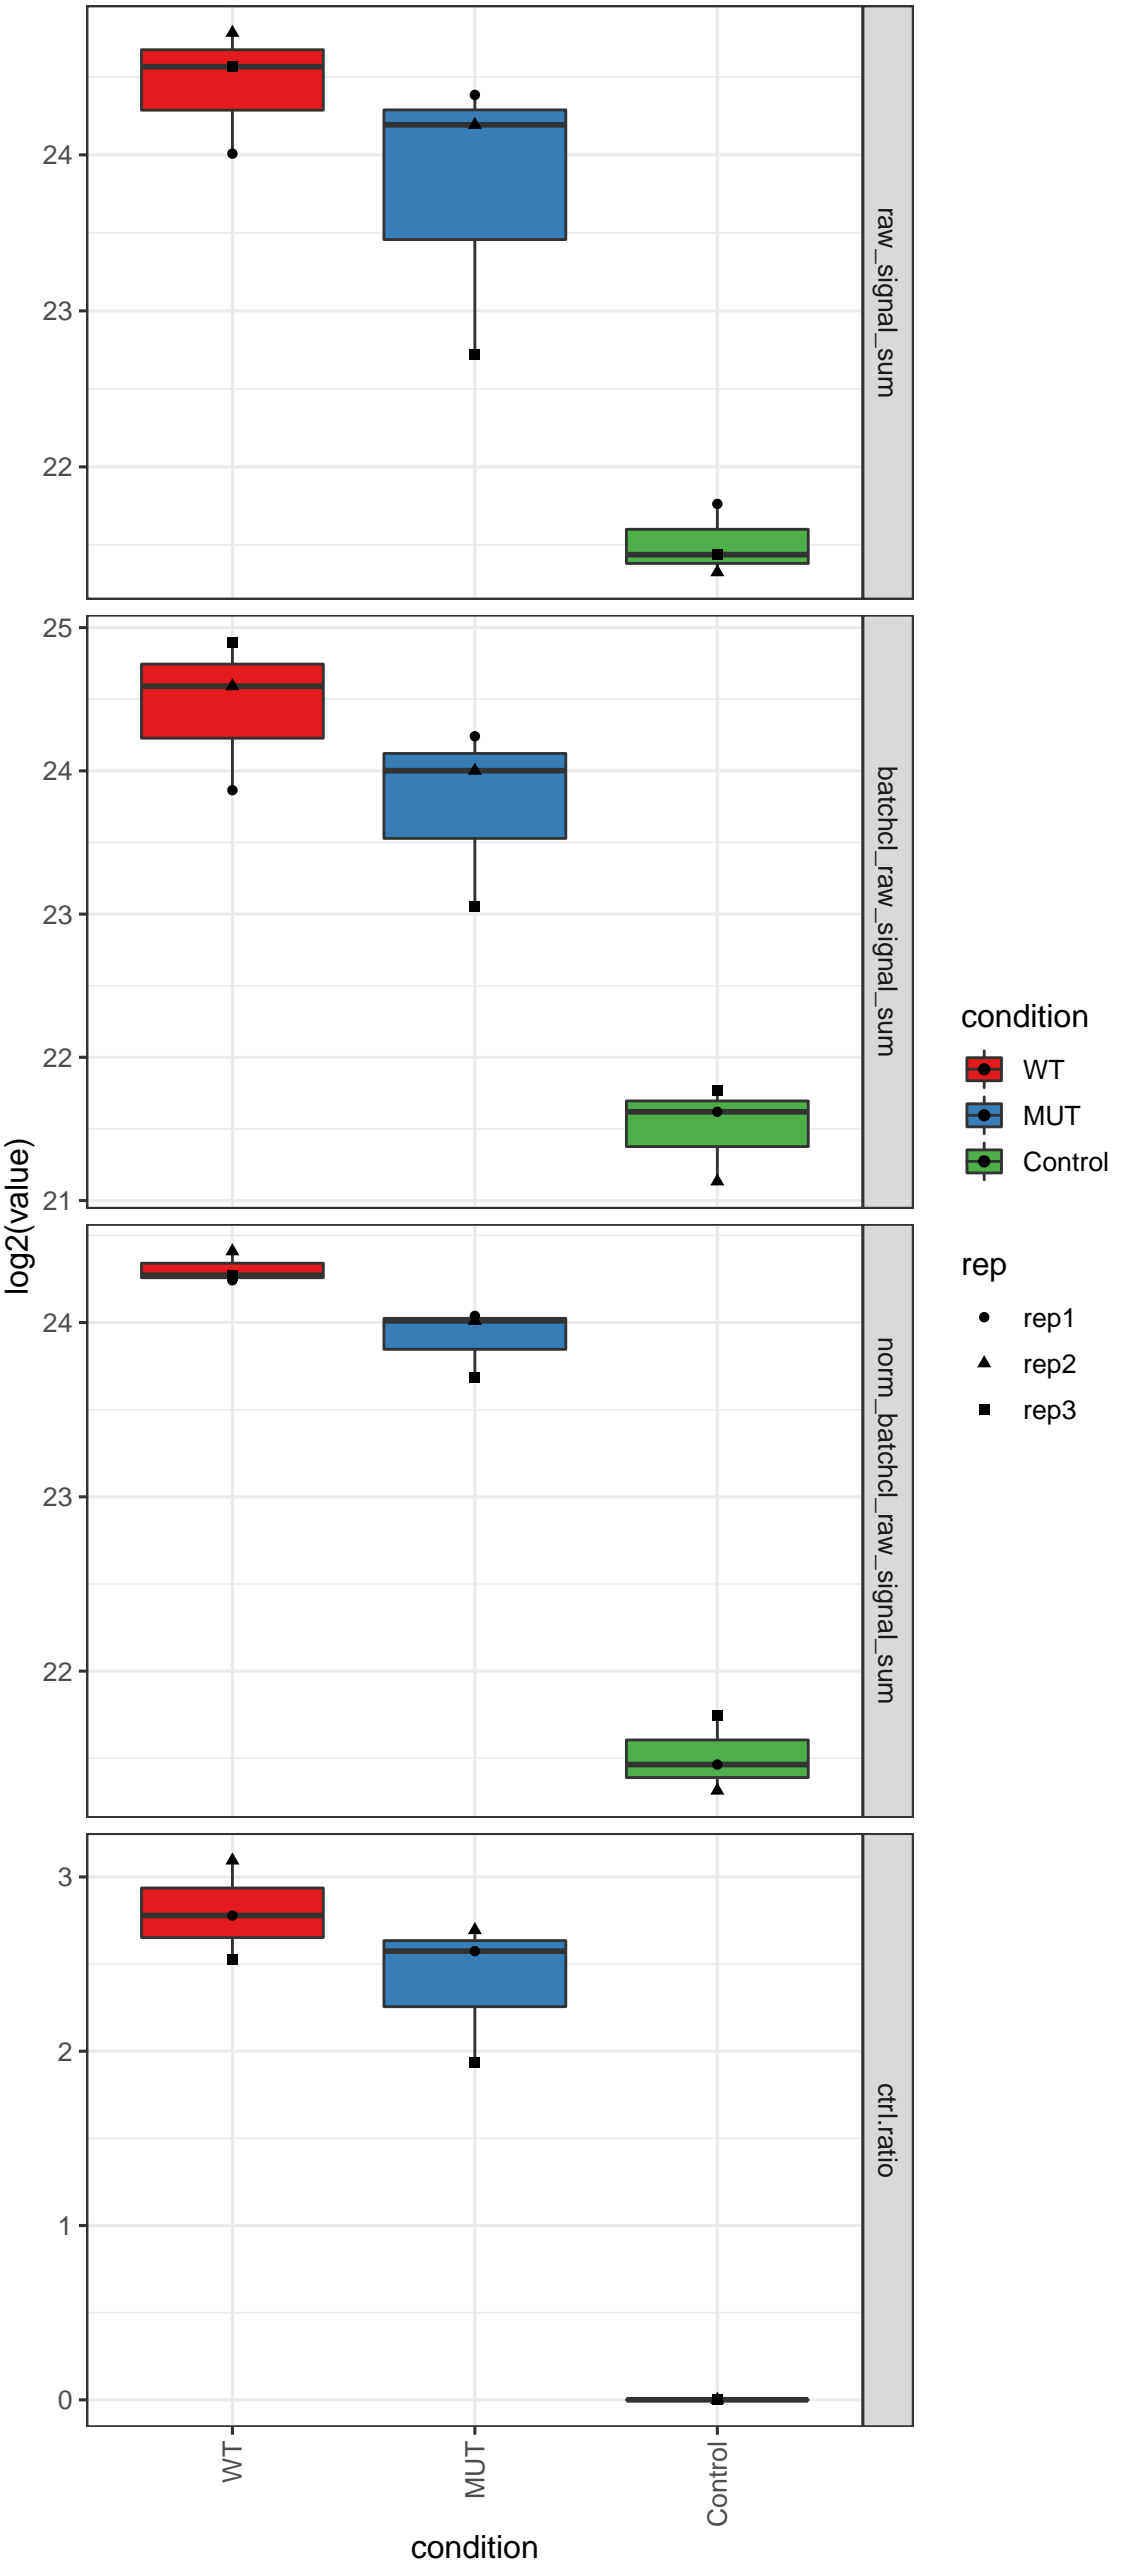 log2(value)
24
23
22
raw_signal_sum
25
24
23
22
21
batchcl_raw_signal_sum
24
23
22
norm_batchcl_raw_signal_sum
3
2
1
0
ctrl.ratio
WT
MUT
Control
condition
condition
WT
MUT
Control
rep
rep1
rep2
rep3